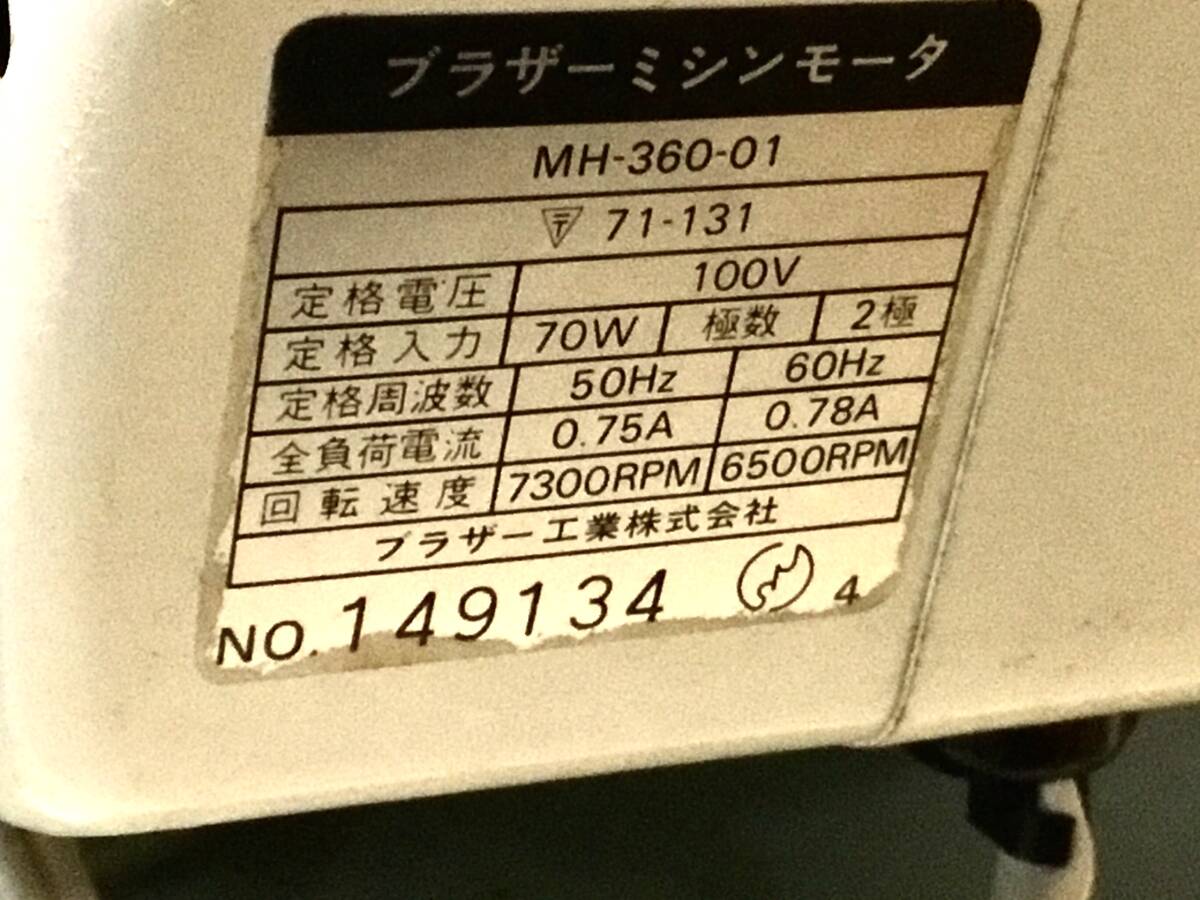 ブラザーミシンモータ
MH-360-01
〒 71-131
定格電圧 100V
定格入力 70W 極数 2極
定格周波数 50Hz 60Hz
全負荷電流 0.75A 0.78A
回転速度 7300RPM 6500RPM
ブラザー工業株式会社
NO. 149134 4